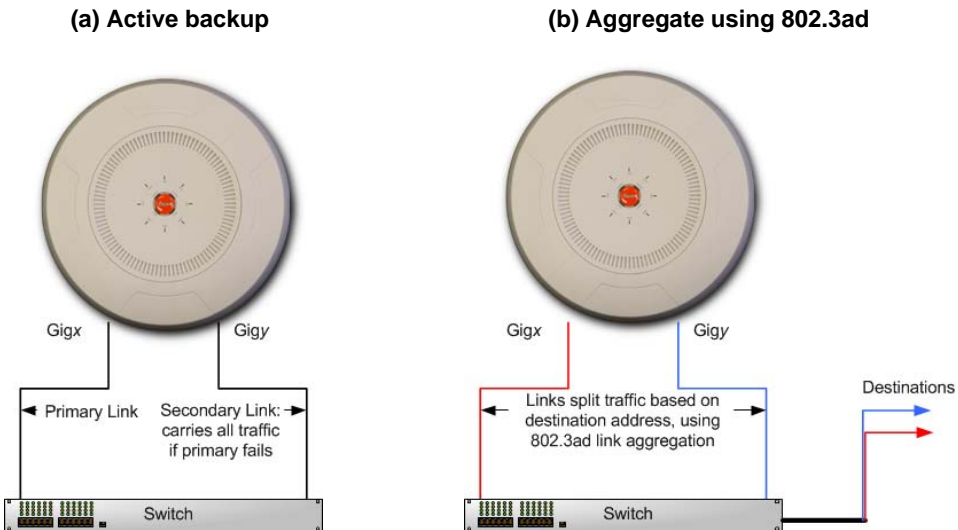 (a) Active backup
(b) Aggregate using 802.3ad
Gigx
Gigy
Primary Link
Secondary Link:
carries all traffic
if primary fails
Switch
Gigx
Gigy
Links split traffic based on
destination address, using
802.3ad link aggregation
Destinations
Switch